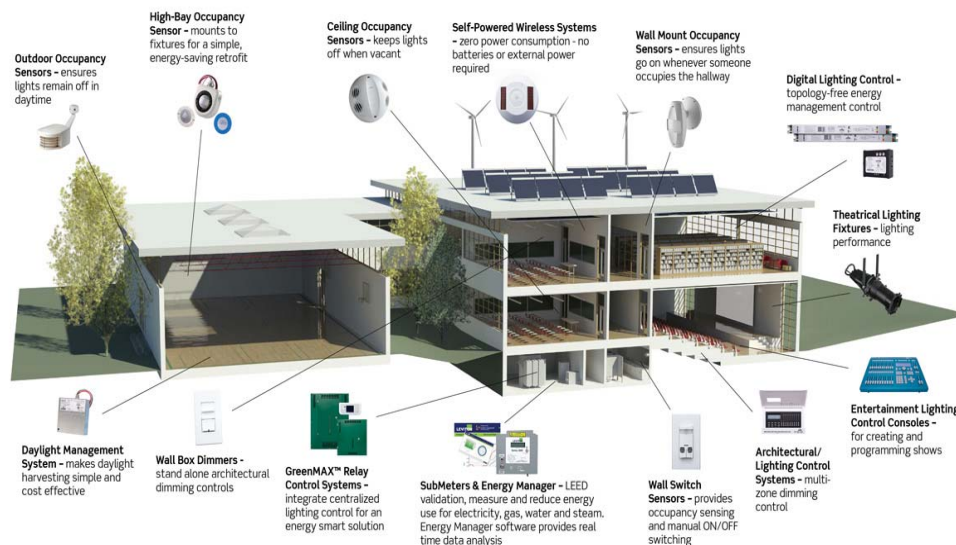 High-Bay Occupancy
Sensor – mounts to
fixtures for a simple,
energy-saving retrofit
Ceiling Occupancy
Sensors – keeps lights
off when vacant
Self-Powered Wireless Systems
– zero power consumption - no
batteries or external power
required
Wall Mount Occupancy
Sensors – ensures lights
go on whenever someone
occupies the hallway
Outdoor Occupancy
Sensors – ensures
lights remain off in
daytime
Digital Lighting Control –
topology-free energy
management control
Theatrical Lighting
Fixtures – lighting
performance
Daylight Management
System – makes daylight
harvesting simple and
cost effective
Wall Box Dimmers -
stand alone architectural
dimming controls
GreenMAX™ Relay
Control Systems –
integrate centralized
lighting control for an
energy smart solution
SubMeters & Energy Manager – LEED
validation, measure and reduce energy
use for electricity, gas, water and steam.
Energy Manager software provides real
time data analysis
Wall Switch
Sensors – provides
occupancy sensing
and manual ON/OFF
switching
Architectural/
Lighting Control
Systems – multi-
zone dimming
control
Entertainment Lighting
Control Consoles –
for creating and
programming shows